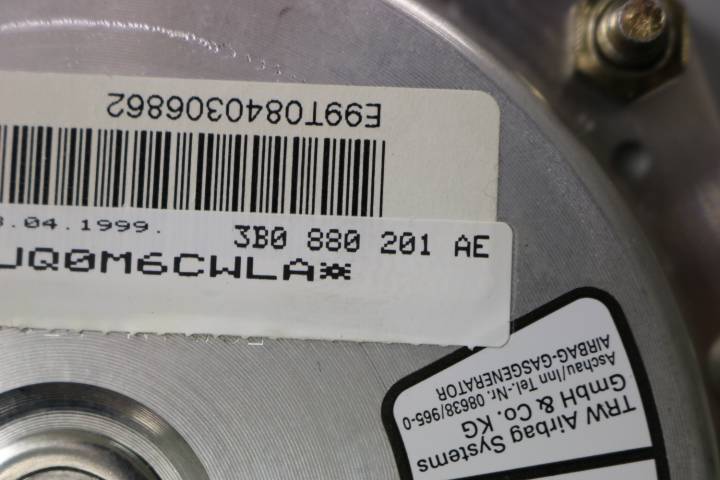 E99T0840306862
.04.1999.
3B0 880 201 AE
UQ0M6CWLA*
TRW Airbag Systems
GmbH & Co. KG
Aschau/Inn Tel.-Nr. 08638/965-0
AIRBAG-GASGENERATOR